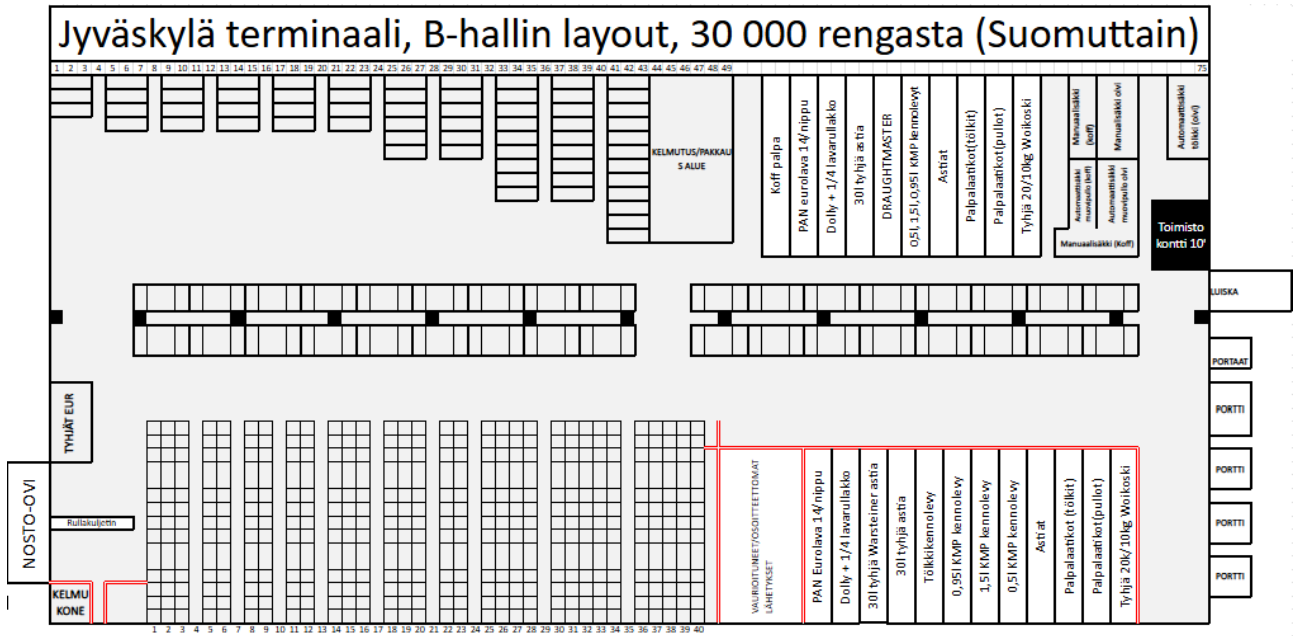 Jyväskylä terminaali, B-hallin layout, 30 000 rengasta (Suomuttain)
1 2 3 4 5 6 7 8 9 10 11 12 13 14 15 16 17 18 19 20 21 22 23 24 25 26 27 28 29 30 31 32 33 34 35 36 37 38 39 40 41 42 43 44 45 46 47 48 49 75
KELMUTUS/PAKKAU
S ALUE
Koff palpa
PAN eurolava 14/nippu
Dolly + 1/4 lavarullakko
30l tyhjä astia
DRAUGHTMASTER
0,5l, 1,5l, 0,95l KMP kennolevyt
Astiat
Palpalaatikot(tölkit)
Palpalaatikot(pullot)
Tyhjä 20/10kg Woikoski
Manuaalisäkki
(koff)
Manuaalisäkki olvi
Automaattisäkki
tölkki (olvi)
Automaattisäkki
muovipullo (koff)
Automaattisäkki
muovipullo olvi
Manuaalisäkki (Koff)
Toimisto
kontti 10'
LUISKA
PORTAAT
PORTTI
PORTTI
PORTTI
PORTTI
TYHJÄT EUR
NOSTO-OVI
Rullakuljetin
KELMU
KONE
VAURIOITUNEET/OSOITTEETTOMAT
LÄHETYKSET
PAN Eurolava 14/nippu
Dolly + 1/4 lavarullakko
30l tyhjä Warsteiner astia
30l tyhjä astia
Tölkkikennolevy
0,95l KMP kennolevy
1,5l KMP kennolevy
0,5l KMP kennolevy
Astiat
Palpalaatikot (tölkit)
Palpalaatikot(pullot)
Tyhjä 20k/10kg Woikoski
1 2 3 4 5 6 7 8 9 10 11 12 13 14 15 16 17 18 19 20 21 22 23 24 25 26 27 28 29 30 31 32 33 34 35 36 37 38 39 40